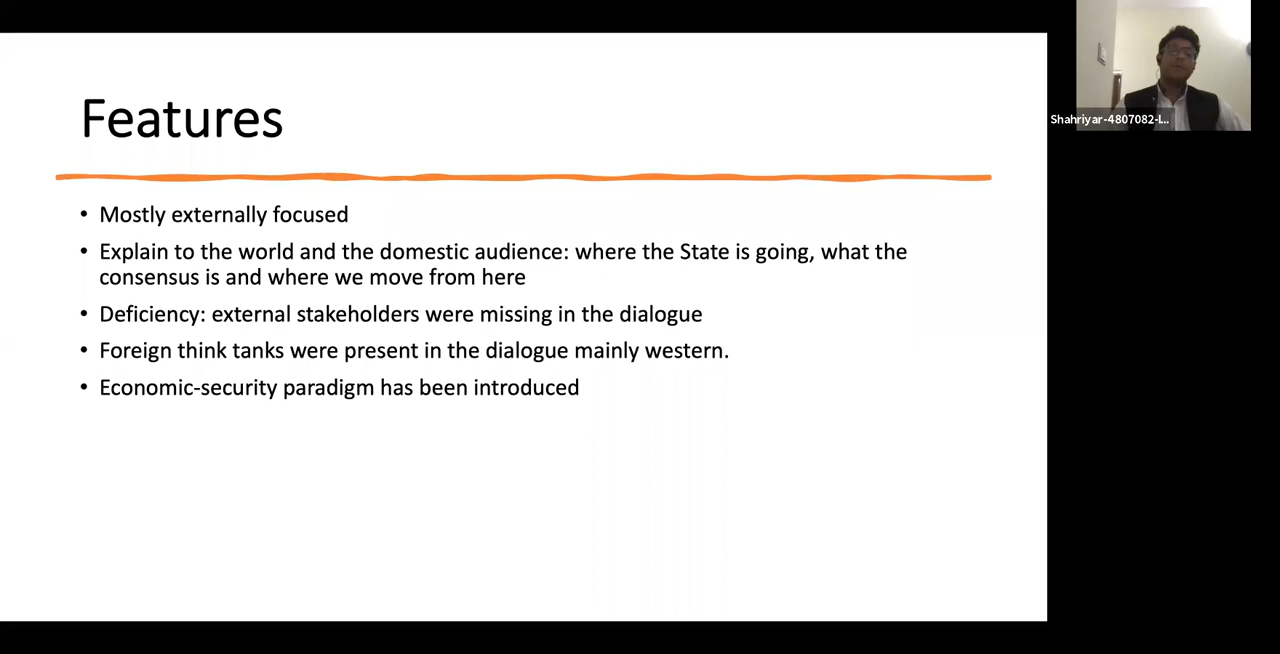 Features
• Mostly externally focused
• Explain to the world and the domestic audience: where the State is going, what the
consensus is and where we move from here
• Deficiency: external stakeholders were missing in the dialogue
• Foreign think tanks were present in the dialogue mainly western.
• Economic-security paradigm has been introduced
Shahriyar-4807082-I...